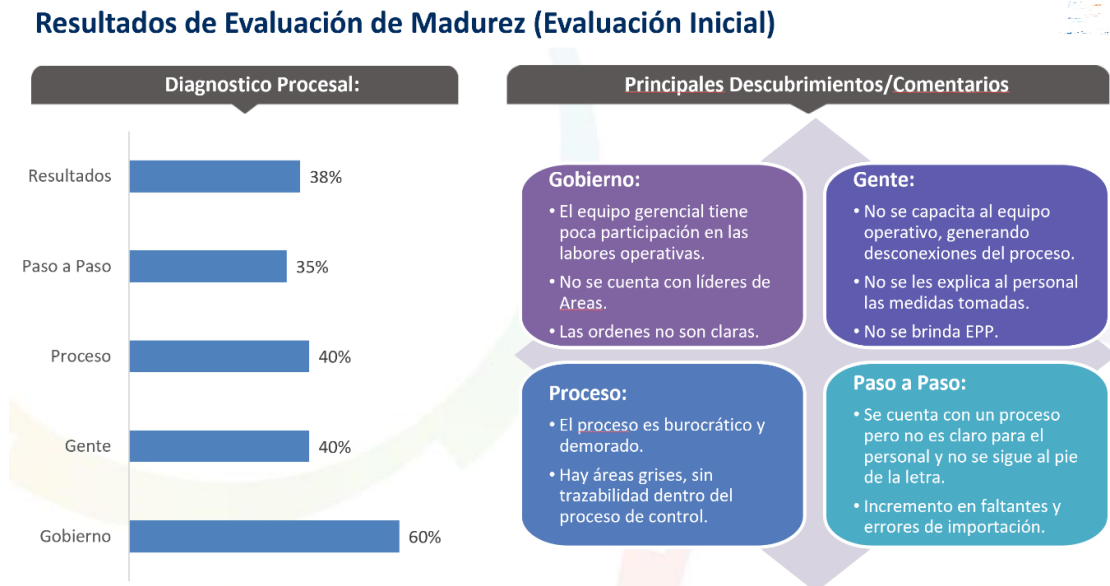 Resultados de Evaluación de Madurez (Evaluación Inicial)
Diagnostico Procesal:
Resultados
38%
Paso a Paso
35%
Proceso
40%
Gente
40%
Gobierno
60%
Principales Descubrimientos/Comentarios
Gobierno:
• El equipo gerencial tiene
poca participación en las
labores operativas.
• No se cuenta con líderes de
Areas.
• Las ordenes no son claras.
Gente:
• No se capacita al equipo
operativo, generando
desconexiones del proceso.
• No se les explica al personal
las medidas tomadas.
• No se brinda EPP.
Proceso:
• El proceso es burocrático y
demorado.
• Hay áreas grises, sin
trazabilidad dentro del
proceso de control.
Paso a Paso:
• Se cuenta con un proceso
pero no es claro para el
personal y no se sigue al pie
de la letra.
• Incremento en faltantes y
errores de importación.